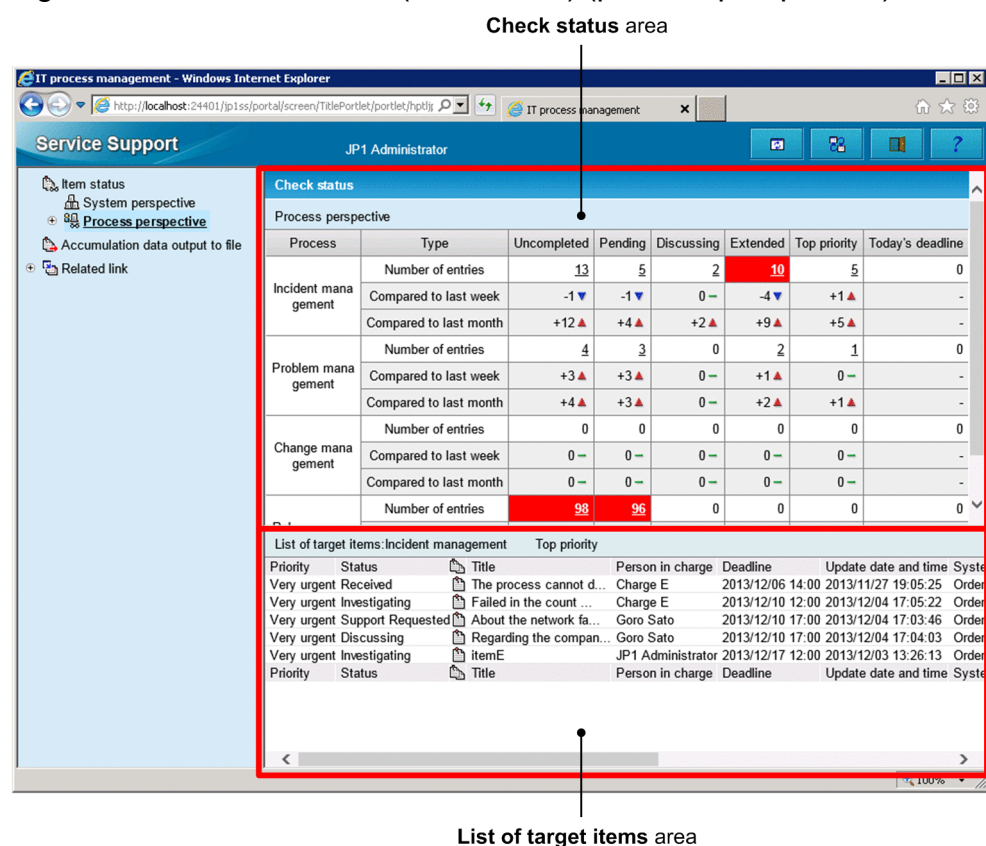 Check status area
IT process management - Windows Internet Explorer
http://localhost:24401/jp1ss/portal/screen/TitlePortlet/portlet/hptl
IT process management
Service Support
JP1 Administrator
Item status
System perspective
Process perspective
Accumulation data output to file
Related link
Check status
Process perspective
Process Type Uncompleted Pending Discussing Extended Top priority Today's deadline
Incident mana
gement
Number of entries 13 5 2 10 5 0
Compared to last week -1▼ -1▼ 0 − -4▼ +1▲ -
Compared to last month +12▲ +4▲ +2▲ +9▲ +5▲ -
Problem mana
gement
Number of entries 4 3 0 2 1 0
Compared to last week +3▲ +3▲ 0 − +1▲ 0 − -
Compared to last month +4▲ +3▲ 0 − +2▲ +1▲ -
Change mana
gement
Number of entries 0 0 0 0 0 0
Compared to last week 0 − 0 − 0 − 0 − 0 − -
Compared to last month 0 − 0 − 0 − 0 − 0 − -
Number of entries 98 96 0 0 0 0
List of target items:Incident management Top priority
Priority Status Title Person in charge Deadline Update date and time Syste
Very urgent Received The process cannot d... Charge E 2013/12/06 14:00 2013/11/27 19:05:25 Order
Very urgent Investigating Failed in the count ... Charge E 2013/12/10 12:00 2013/12/04 17:05:22 Order
Very urgent Support Requested About the network fa... Goro Sato 2013/12/10 17:00 2013/12/04 17:03:46 Order
Very urgent Discussing Regarding the compan... Goro Sato 2013/12/10 17:00 2013/12/04 17:04:03 Order
Very urgent Investigating itemE JP1 Administrator 2013/12/17 12:00 2013/12/03 13:26:13 Order
Priority Status Title Person in charge Deadline Update date and time Syste
100%
List of target items area